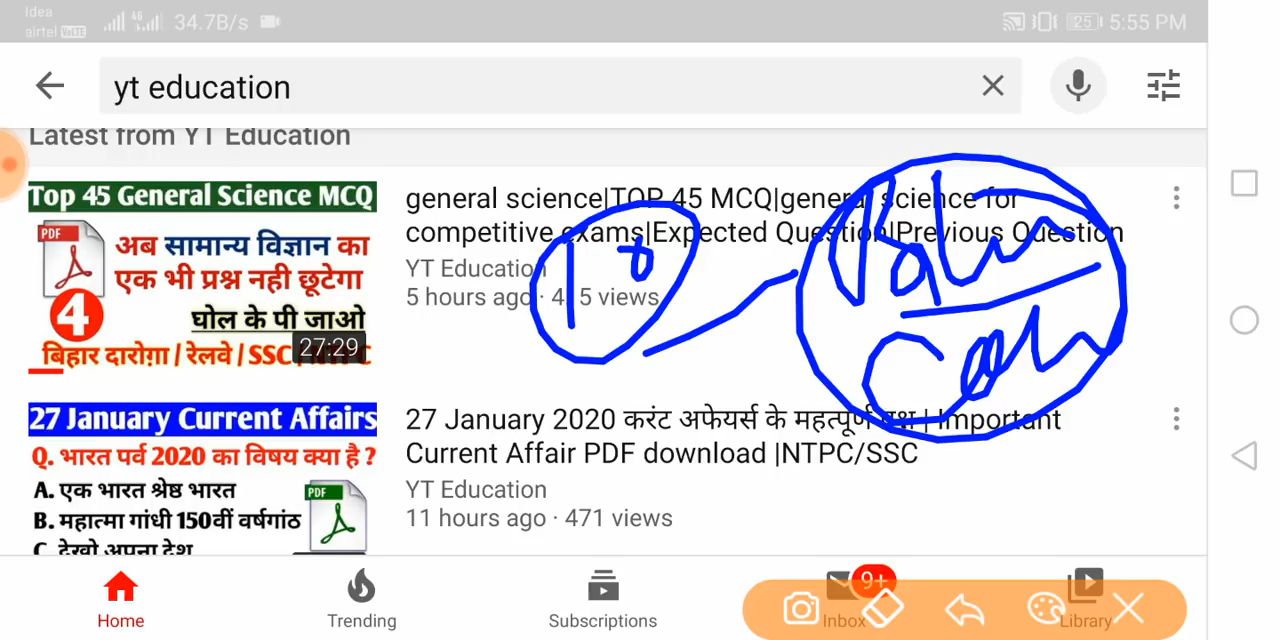 Idea
airtel VoLTE
4G
34.7B/s
25
5:55 PM
yt education
Latest from YT Education
Top 45 General Science MCQ
PDF
अब सामान्य विज्ञान का
एक भी प्रश्न नही छूटेगा
4
घोल के पी जाओ
बिहार दारोग़ा / रेलवे / SSC
27:29
general science|TOP 45 MCQ|general science for
competitive exams|Expected Question|Previous Question
YT Education
5 hours ago · views
27 January Current Affairs
Q. भारत पर्व 2020 का विषय क्या है ?
A. एक भारत श्रेष्ठ भारत
B. महात्मा गांधी 150वीं वर्षगांठ
C. देखो अपना देश
PDF
27 January 2020 करंट अफेयर्स के महत्वपूर्ण प्रश्न | Important
Current Affair PDF download |NTPC/SSC
YT Education
11 hours ago · 471 views
Home
Trending
Subscriptions
9+
Inbox
Library